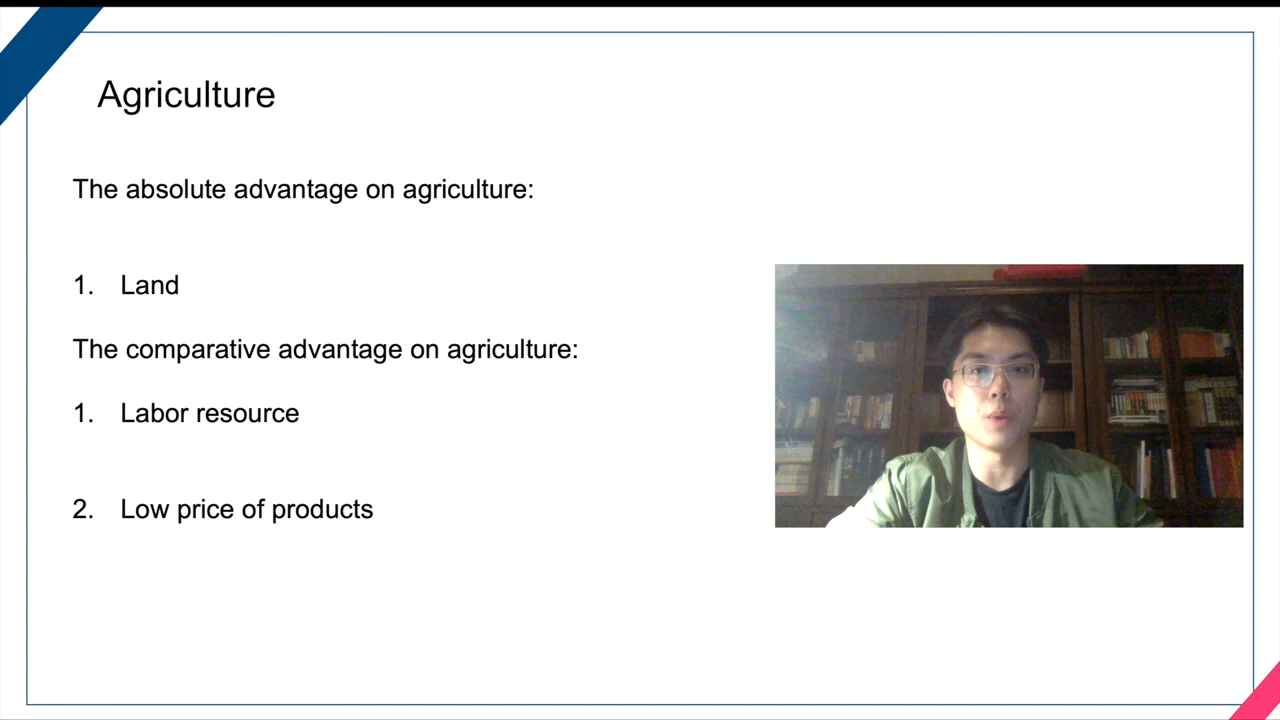 Agriculture
The absolute advantage on agriculture:
1. Land
The comparative advantage on agriculture:
1. Labor resource
2. Low price of products